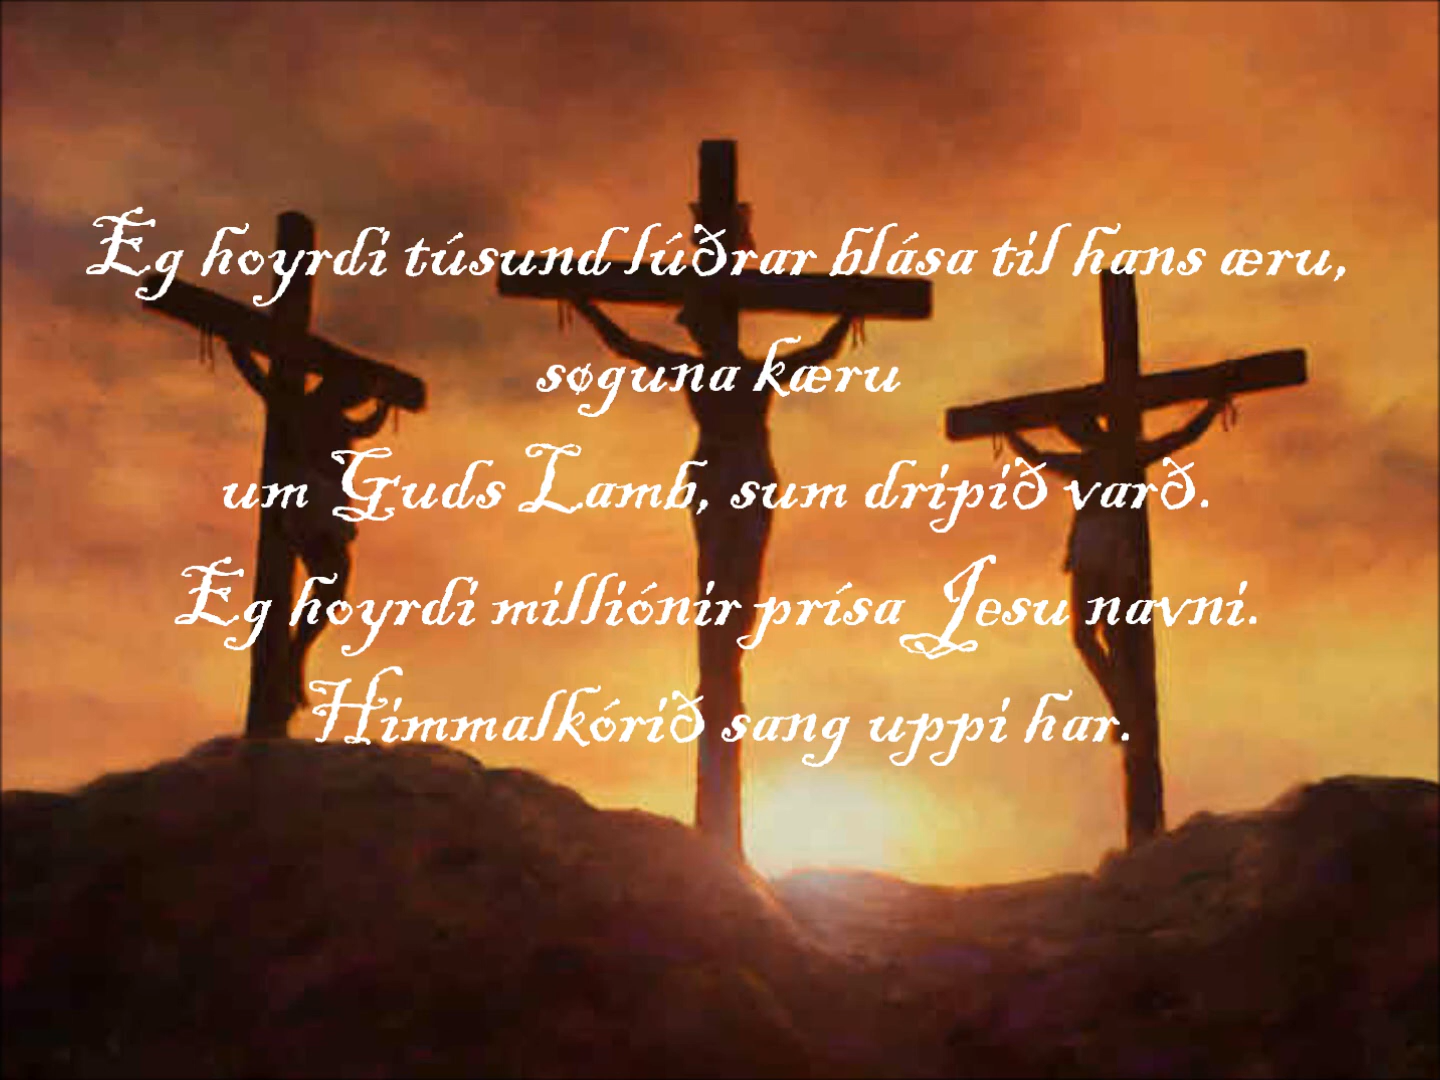 Eg hoyrdi túsund lúðrar blása til hans æru,
søguna kæru
um Guds Lamb, sum dripið varð.
Eg hoyrdi milliónir prísa Jesu navni.
Himmalkórið sang uppi har.